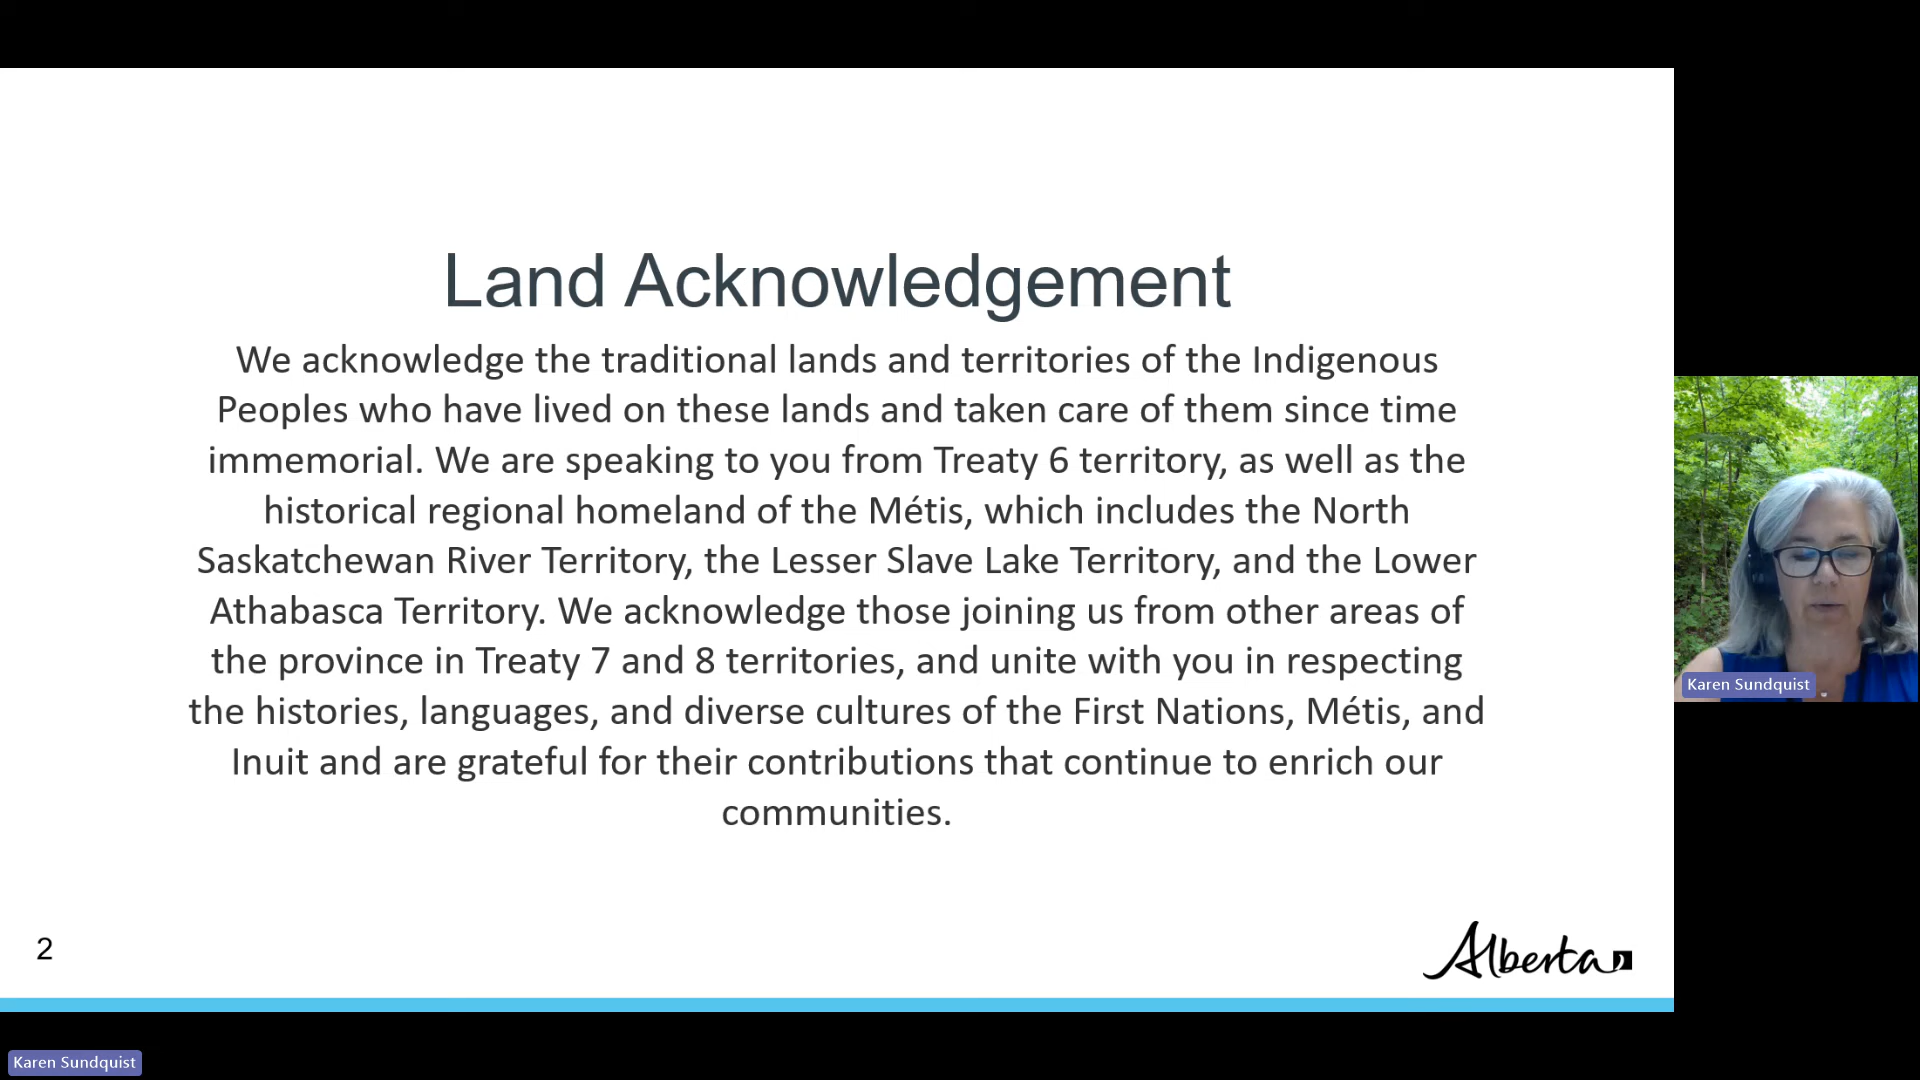 Land Acknowledgement
We acknowledge the traditional lands and territories of the Indigenous
Peoples who have lived on these lands and taken care of them since time
immemorial. We are speaking to you from Treaty 6 territory, as well as the
historical regional homeland of the Métis, which includes the North
Saskatchewan River Territory, the Lesser Slave Lake Territory, and the Lower
Athabasca Territory. We acknowledge those joining us from other areas of
the province in Treaty 7 and 8 territories, and unite with you in respecting
the histories, languages, and diverse cultures of the First Nations, Métis, and
Inuit and are grateful for their contributions that continue to enrich our
communities.
2
Alberta
Karen Sundquist
Karen Sundquist